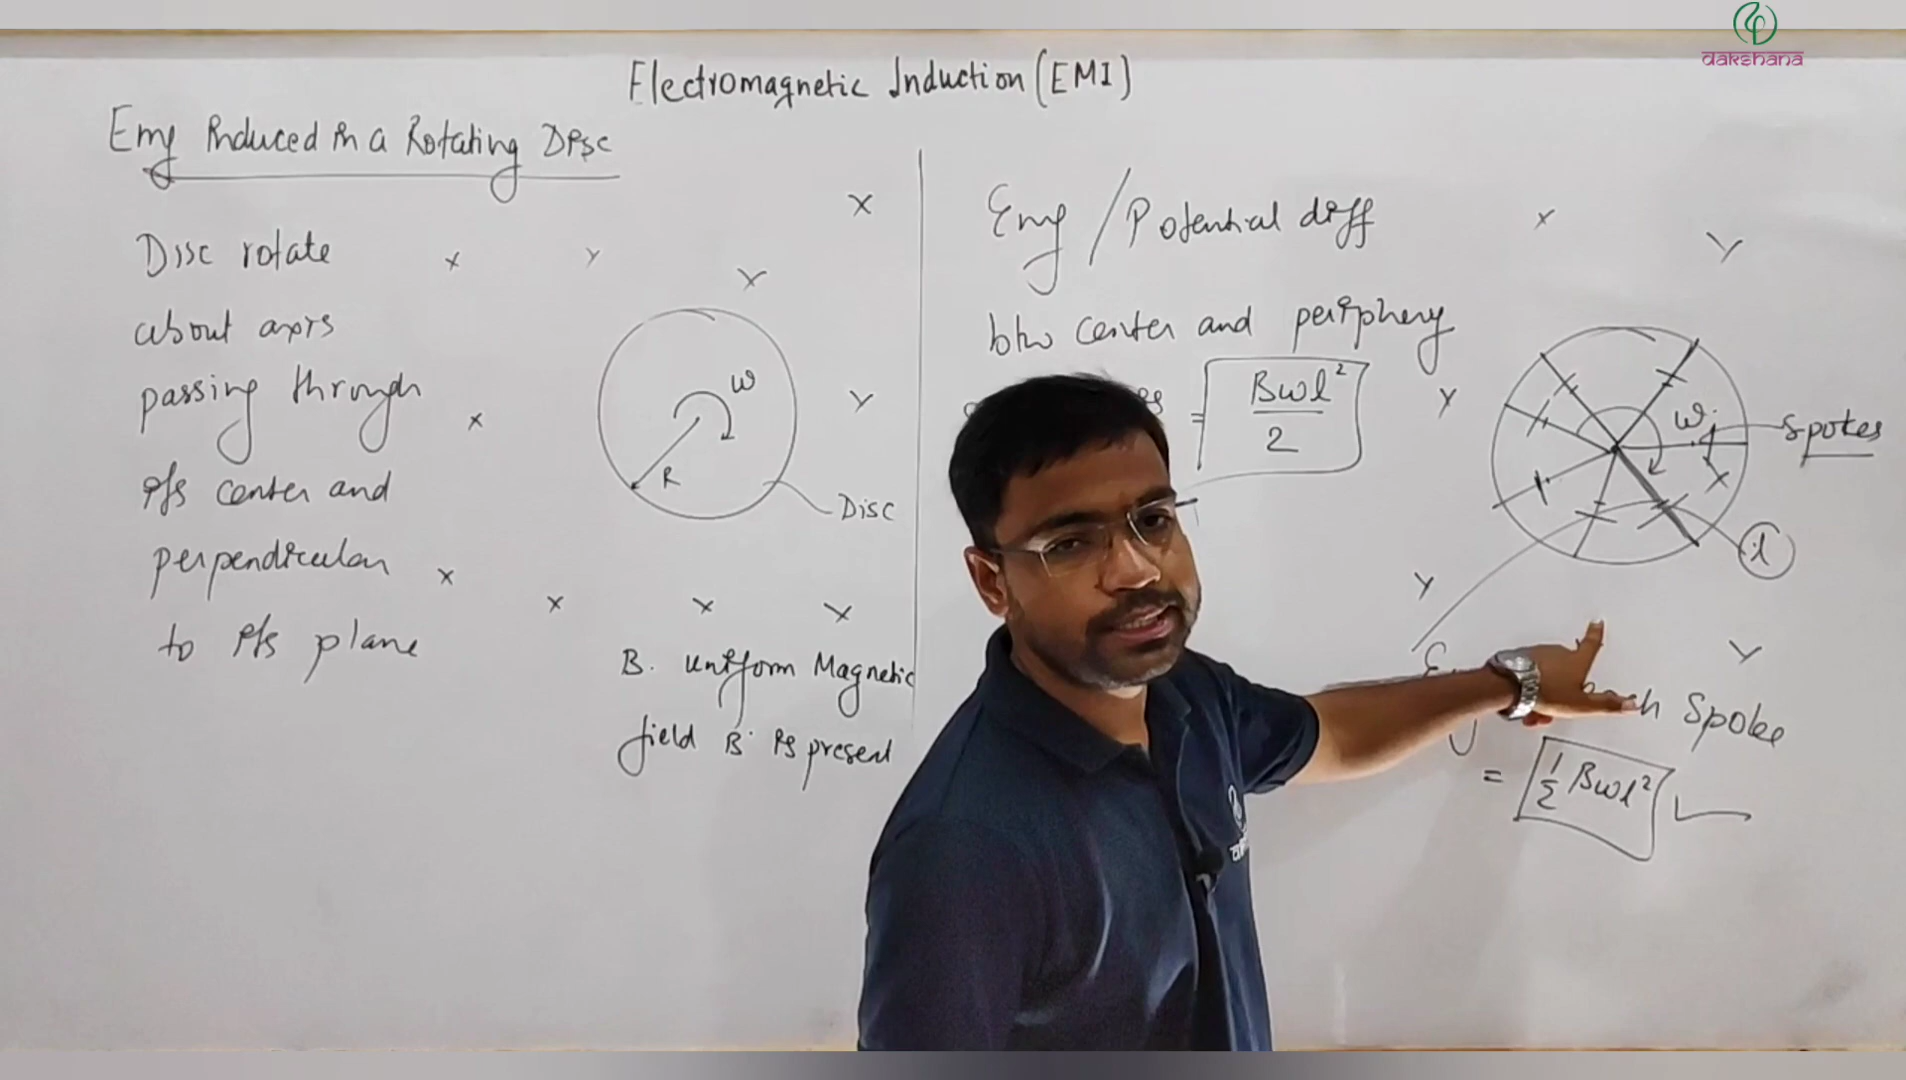 dakshana
Electromagnetic Induction (EMI)
Emf induced in a Rotating Disc
Disc rotate
about axis
passing through
its center and
perpendicular
to its plane
ω
R
Disc
B. uniform Magnetic
field B is present
Emf / Potential diff
btw center and periphery
= Bωl²/2
ω
Spokes
l
each Spoke
= ½ Bωl²